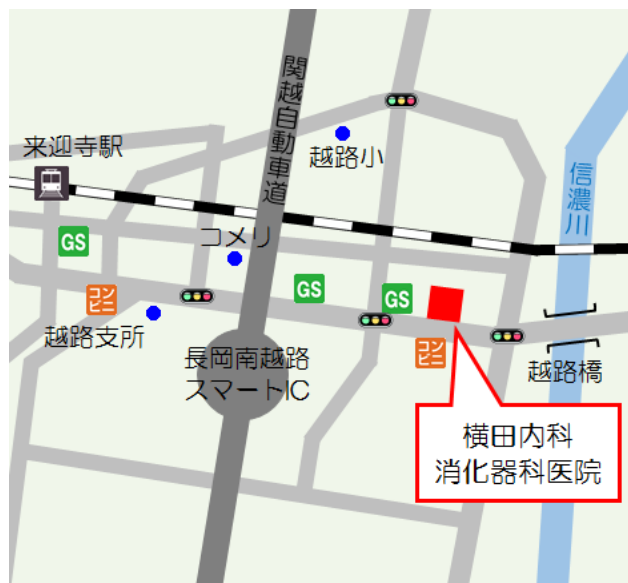 関越自動車道
来迎寺駅
越路小
信濃川
GS
コメリ
コン
ビニ
GS
GS
越路支所
長岡南越路
スマートIC
コン
ビニ
越路橋
横田内科
消化器科医院